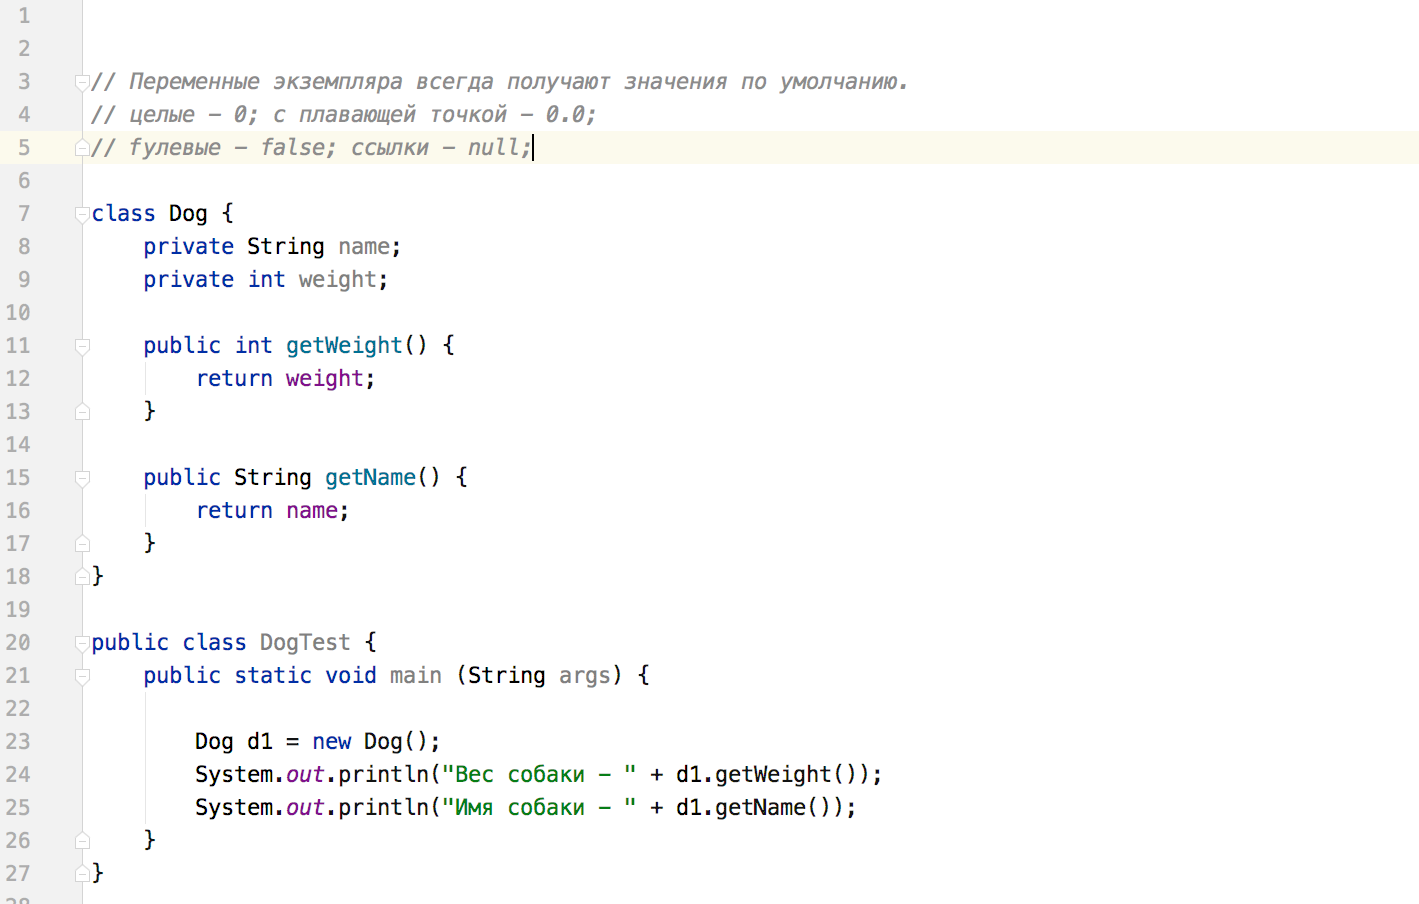 1
2
3 // Переменные экземпляра всегда получают значения по умолчанию.
4 // целые – 0; с плавающей точкой – 0.0;
5 // гулевые – false; ссылки – null;
6
7 class Dog {
8 private String name;
9 private int weight;
10
11 public int getWeight() {
12 return weight;
13 }
14
15 public String getName() {
16 return name;
17 }
18 }
19
20 public class DogTest {
21 public static void main (String args) {
22
23 Dog d1 = new Dog();
24 System.out.println("Вес собаки – " + d1.getWeight());
25 System.out.println("Имя собаки – " + d1.getName());
26 }
27 }
28